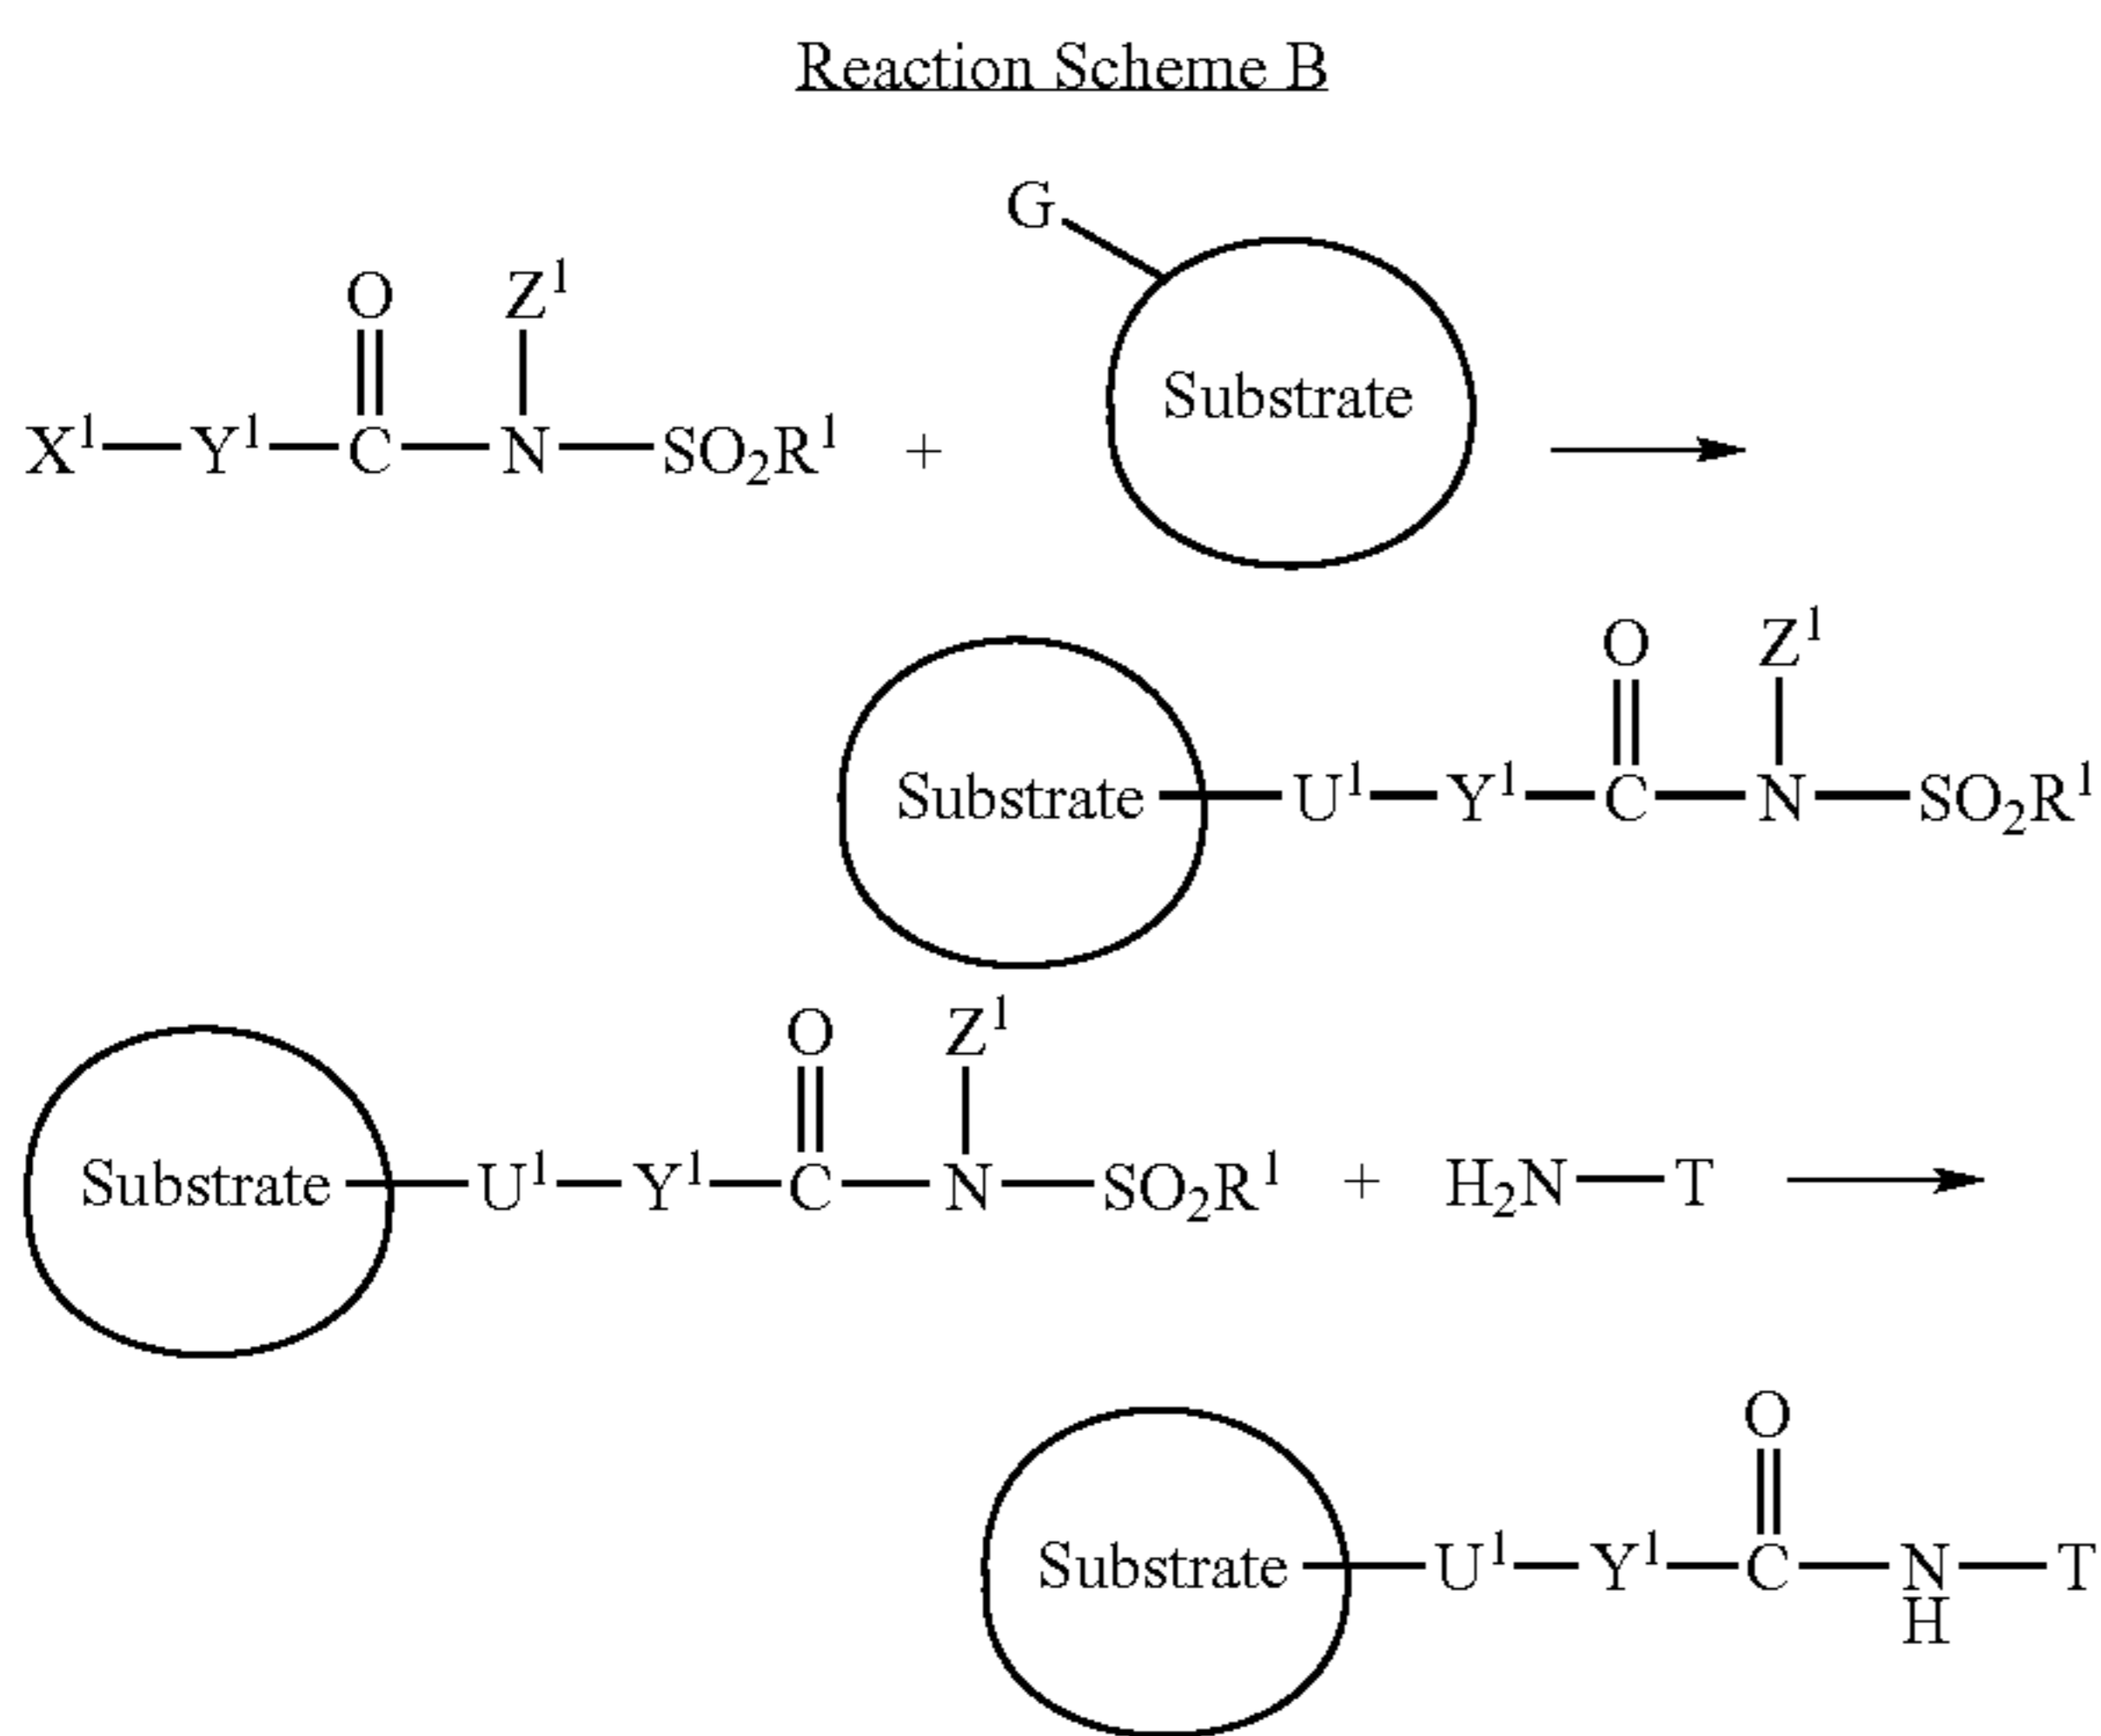 Reaction Scheme B
G
O Z¹
X¹—Y¹—C—N—SO₂R¹ + Substrate
O Z¹
Substrate—U¹—Y¹—C—N—SO₂R¹
O Z¹
Substrate—U¹—Y¹—C—N—SO₂R¹ + H₂N—T
O
Substrate—U¹—Y¹—C—N—T
H